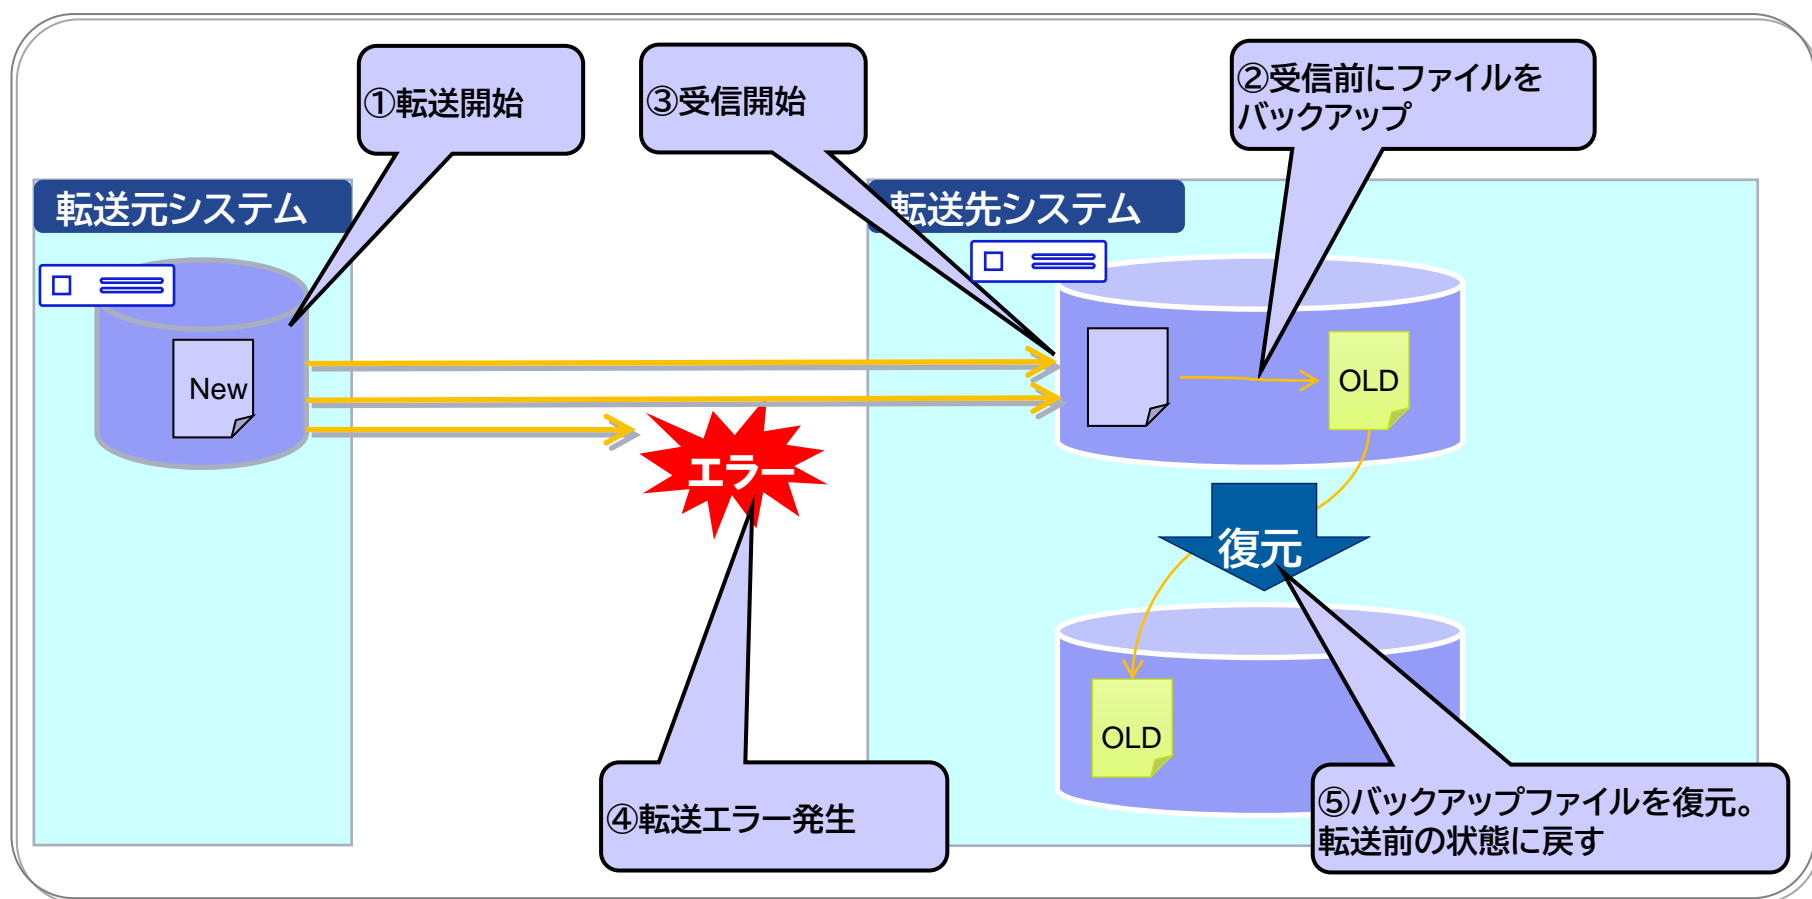 ①転送開始
③受信開始
②受信前にファイルを
バックアップ
転送元システム
転送先システム
New
OLD
エラー
復元
OLD
④転送エラー発生
⑤バックアップファイルを復元。
転送前の状態に戻す